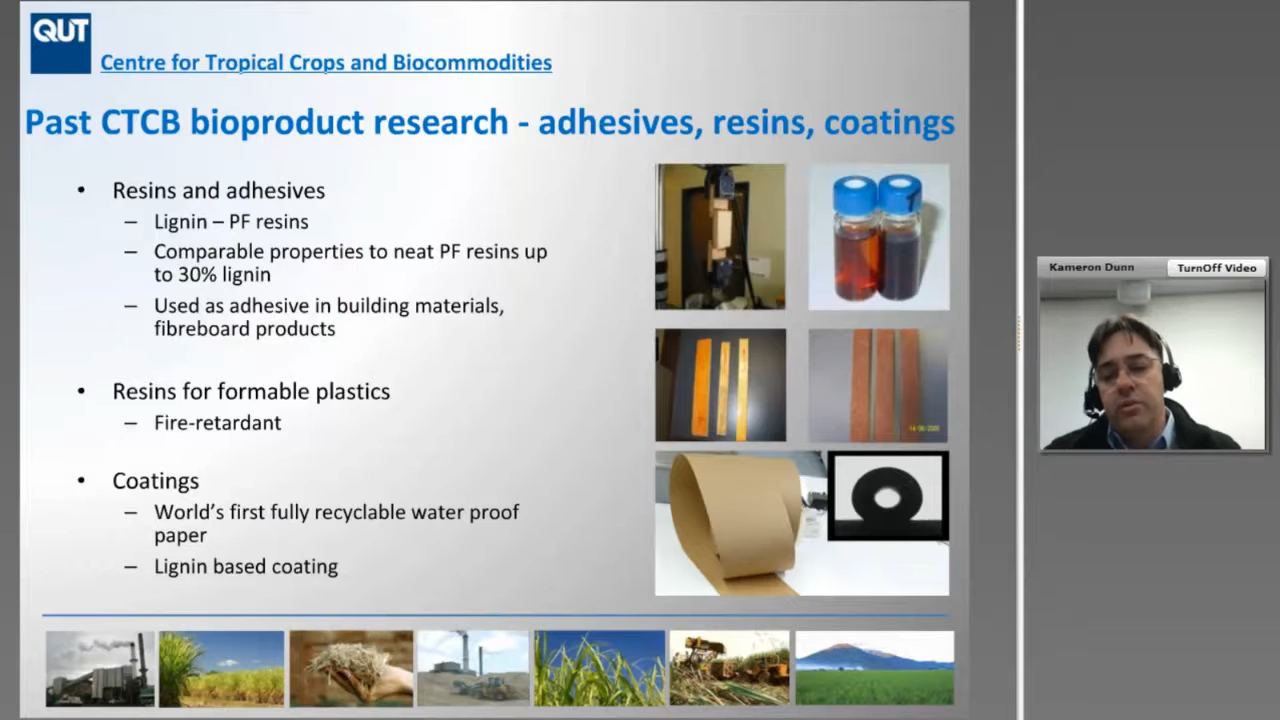 QUT
Centre for Tropical Crops and Biocommodities
Past CTCB bioproduct research - adhesives, resins, coatings
• Resins and adhesives
– Lignin – PF resins
– Comparable properties to neat PF resins up
to 30% lignin
– Used as adhesive in building materials,
fibreboard products
• Resins for formable plastics
– Fire-retardant
• Coatings
– World's first fully recyclable water proof
paper
– Lignin based coating
Kameron Dunn
TurnOff Video